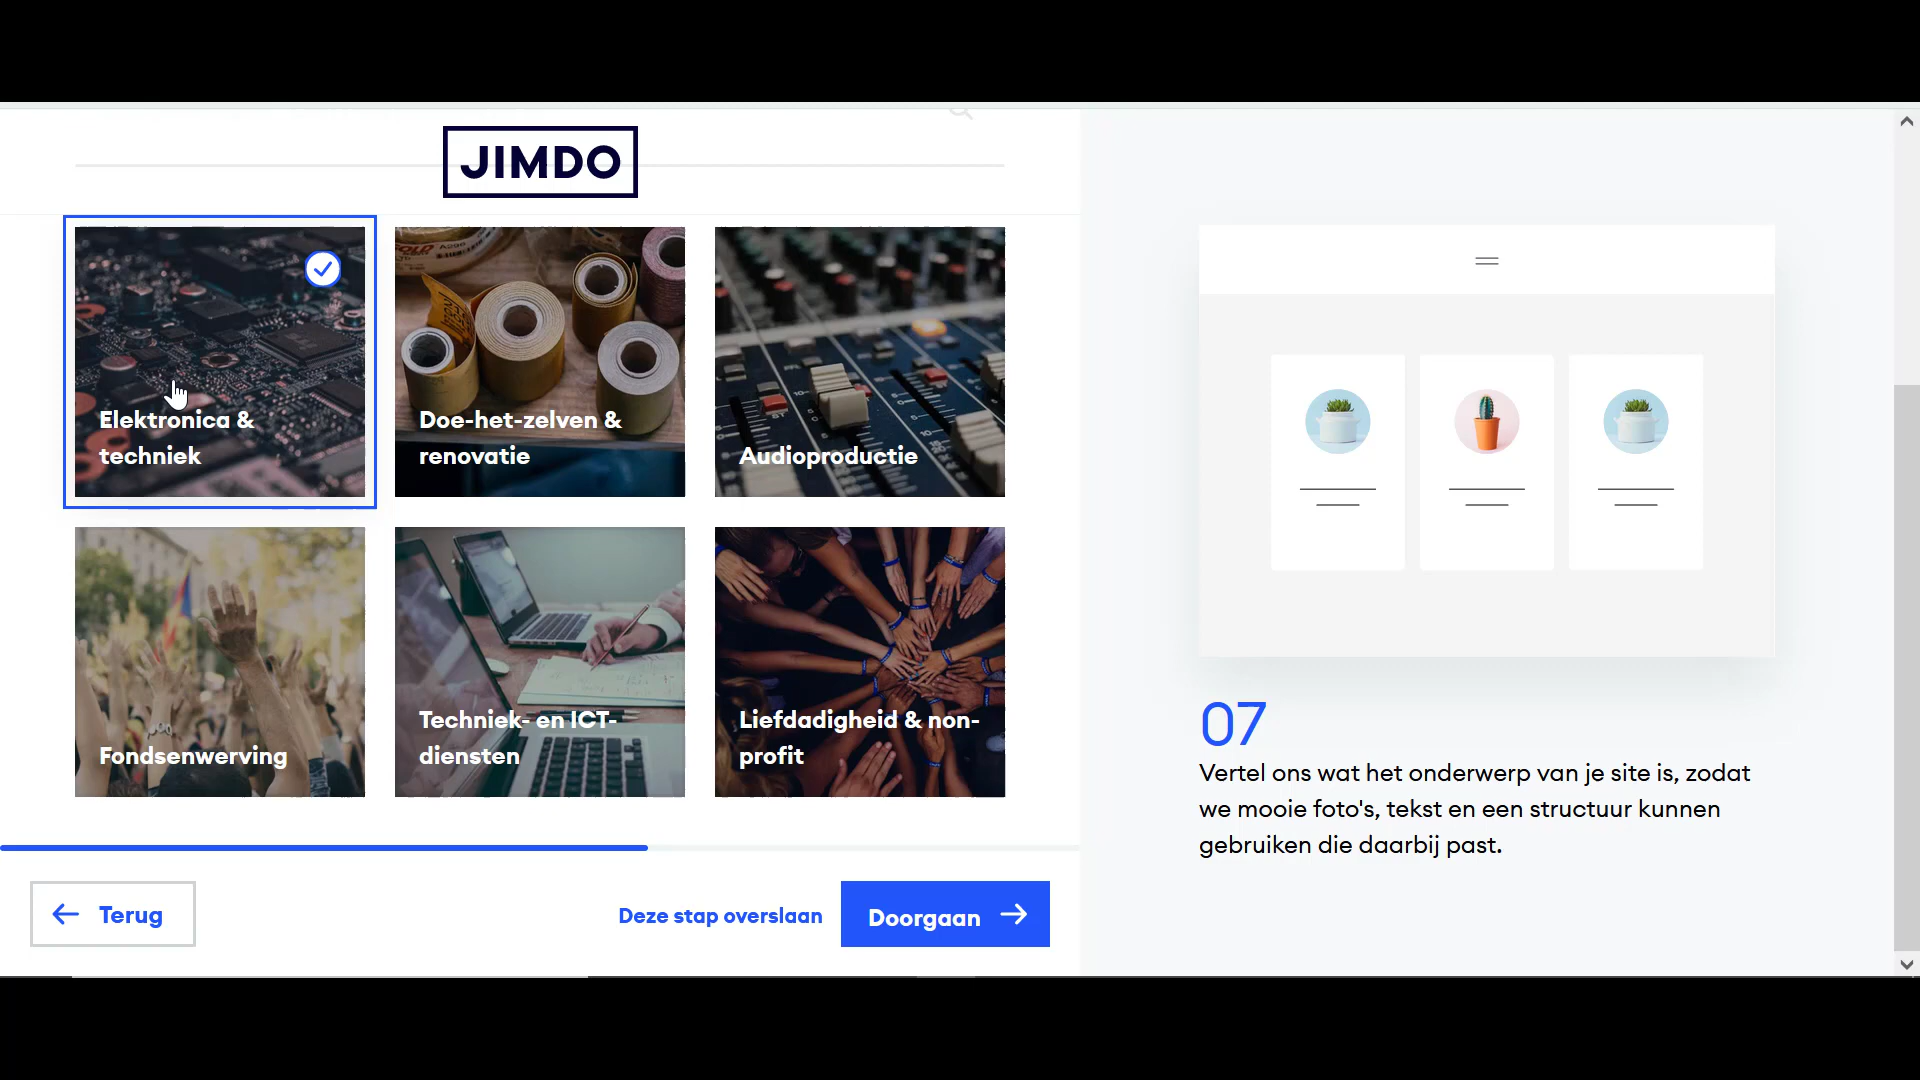 JIMDO
Elektronica &
techniek
Doe-het-zelven &
renovatie
Audioproductie
Fondsenwerving
Techniek- en ICT-
diensten
Liefdadigheid & non-
profit
Terug
Deze stap overslaan
Doorgaan
07
Vertel ons wat het onderwerp van je site is, zodat
we mooie foto's, tekst en een structuur kunnen
gebruiken die daarbij past.